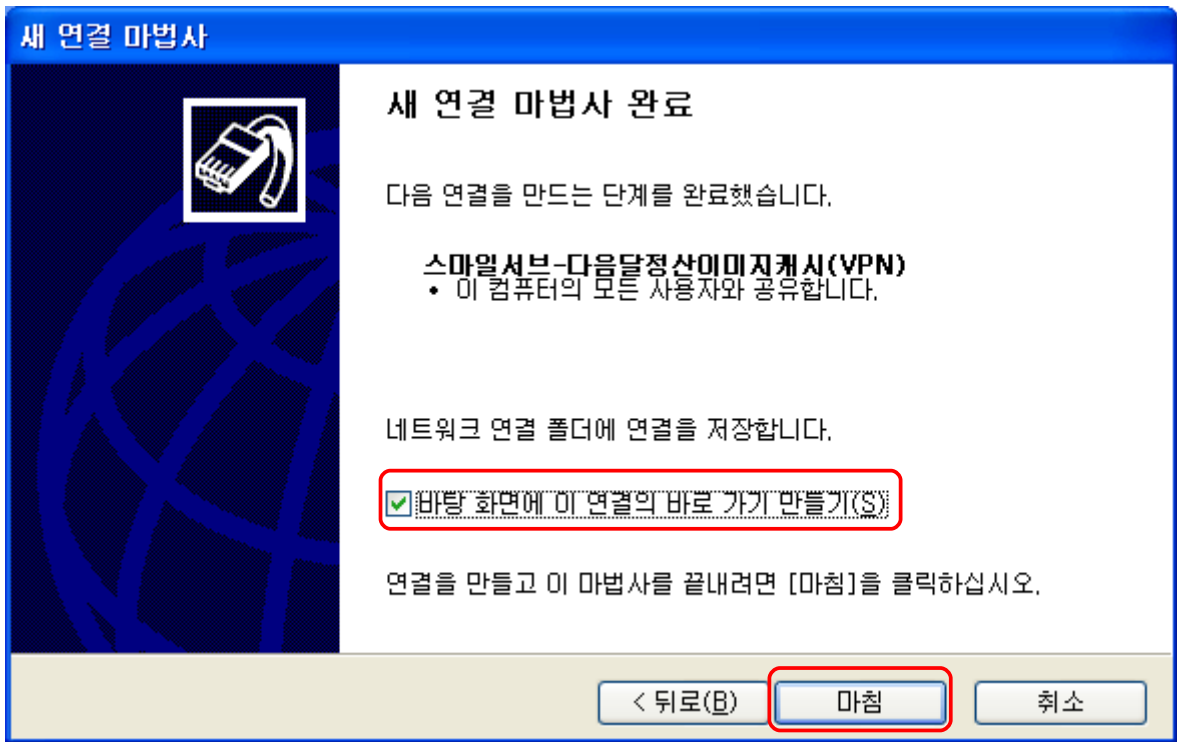 새 연결 마법사
새 연결 마법사 완료
다음 연결을 만드는 단계를 완료했습니다.
스마일서브-다음달정산이미지캐시(VPN)
• 이 컴퓨터의 모든 사용자와 공유합니다.
네트워크 연결 폴더에 연결을 저장합니다.
바탕 화면에 이 연결의 바로 가기 만들기(S)
연결을 만들고 이 마법사를 끝내려면 [마침]을 클릭하십시오.
< 뒤로(B) 마침 취소